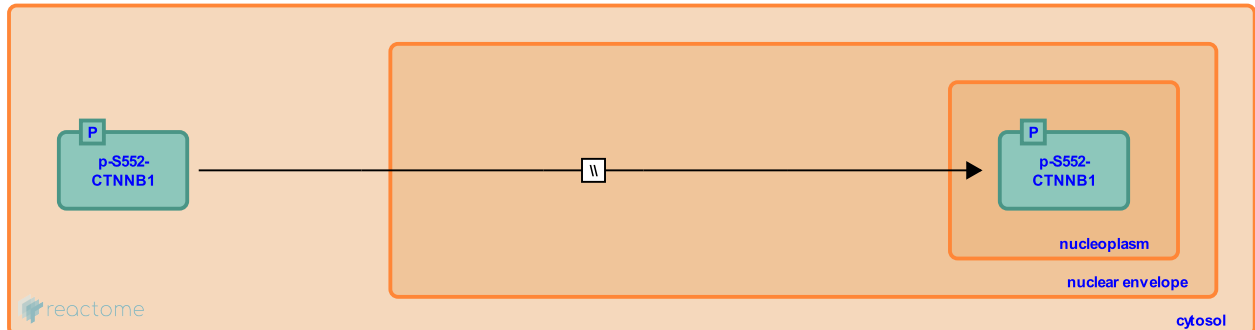 P
p-S552-
CTNNB1
\\
P
p-S552-
CTNNB1
nucleoplasm
nuclear envelope
reactome
cytosol